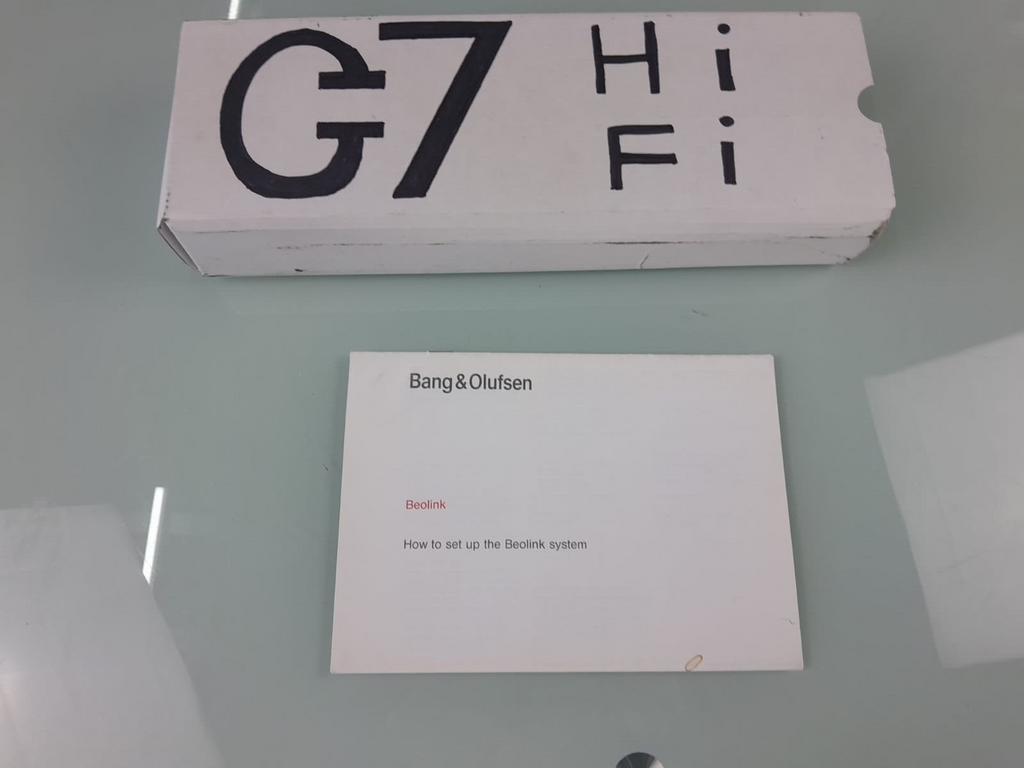 G7 Hi
Fi
Bang & Olufsen
Beolink
How to set up the Beolink system